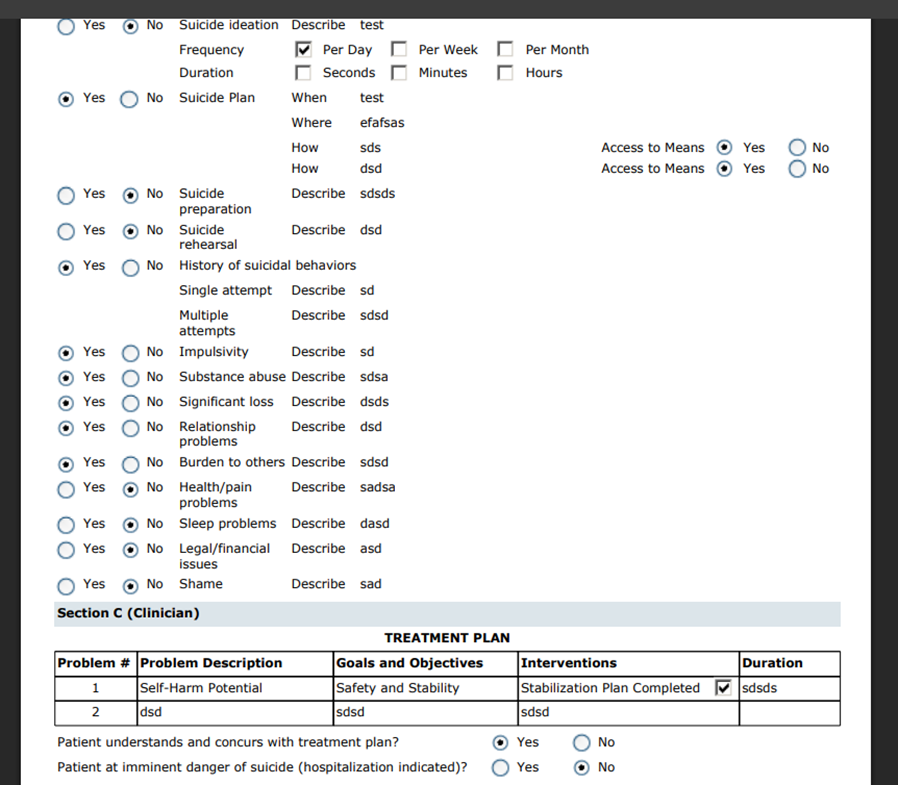 Yes No Suicide ideation Describe test
Frequency Per Day Per Week Per Month
Duration Seconds Minutes Hours
Yes No Suicide Plan When test
Where efafsas
How sds Access to Means Yes No
How dsd Access to Means Yes No
Yes No Suicide Describe sdsds
preparation
Yes No Suicide Describe dsd
rehearsal
Yes No History of suicidal behaviors
Single attempt Describe sd
Multiple Describe sdsd
attempts
Yes No Impulsivity Describe sd
Yes No Substance abuse Describe sdsa
Yes No Significant loss Describe dsds
Yes No Relationship Describe dsd
problems
Yes No Burden to others Describe sdsd
Yes No Health/pain Describe sadsa
problems
Yes No Sleep problems Describe dasd
Yes No Legal/financial Describe asd
issues
Yes No Shame Describe sad
Section C (Clinician)
TREATMENT PLAN
Problem # Problem Description Goals and Objectives Interventions Duration
1 Self-Harm Potential Safety and Stability Stabilization Plan Completed sdsds
2 dsd sdsd sdsd
Patient understands and concurs with treatment plan? Yes No
Patient at imminent danger of suicide (hospitalization indicated)? Yes No